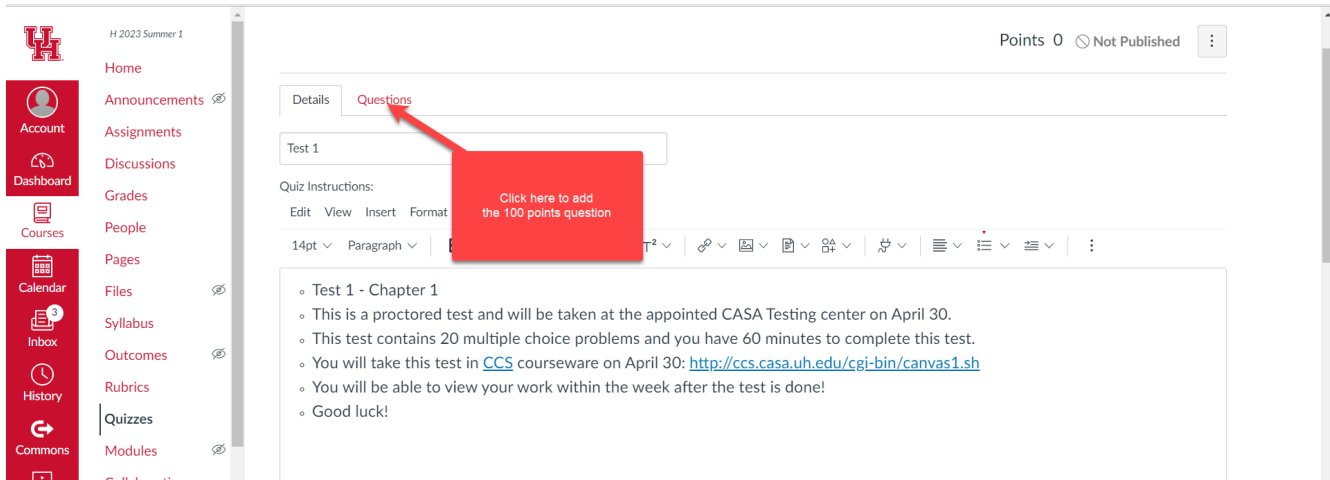 UH
H 2023 Summer 1
Points 0 Not Published
Home
Announcements
Account
Assignments
Details Questions
Discussions
Test 1
Dashboard
Grades
Quiz Instructions:
Click here to add
the 100 points question
Courses
People
Edit View Insert Format
14pt Paragraph
T²
Pages
Calendar
Files
Test 1 - Chapter 1
This is a proctored test and will be taken at the appointed CASA Testing center on April 30.
3
Inbox
Syllabus
This test contains 20 multiple choice problems and you have 60 minutes to complete this test.
Outcomes
You will take this test in CCS courseware on April 30: http://ccs.casa.uh.edu/cgi-bin/canvas1.sh
History
Rubrics
You will be able to view your work within the week after the test is done!
Quizzes
Good luck!
Commons
Modules